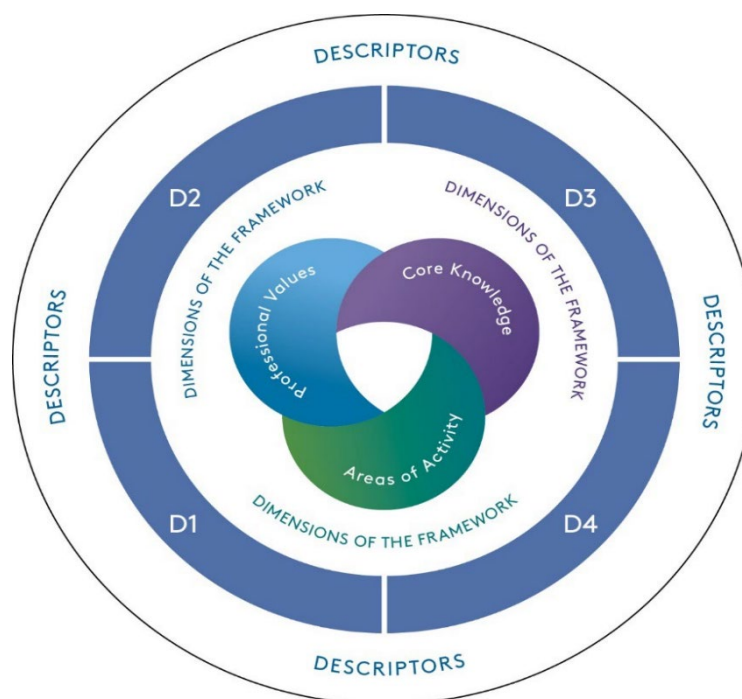 DESCRIPTORS
D2
D3
DIMENSIONS OF THE FRAMEWORK
DIMENSIONS OF THE FRAMEWORK
Professional Values
Core Knowledge
DESCRIPTORS
DESCRIPTORS
Areas of Activity
DIMENSIONS OF THE FRAMEWORK
D1
D4
DESCRIPTORS